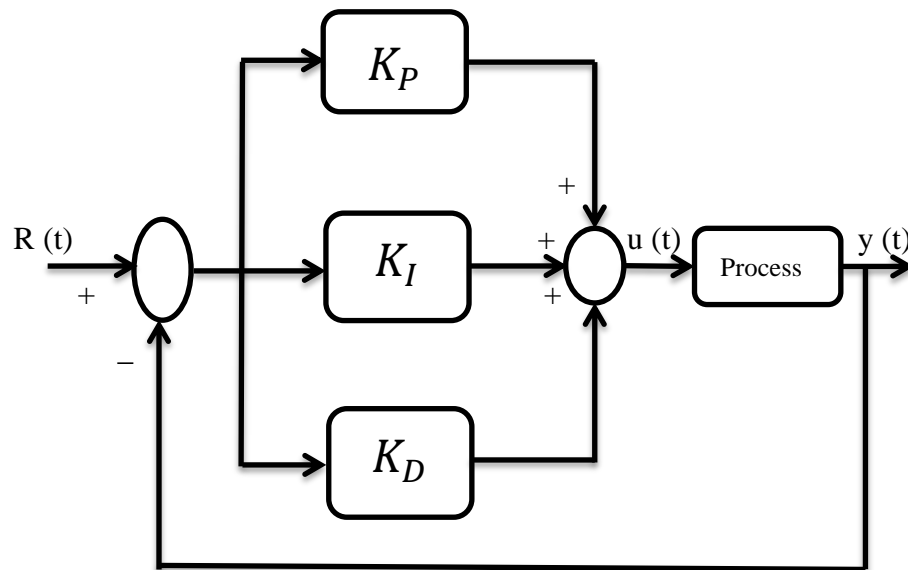 K_P
+
R (t)
+
u (t)
y (t)
K_I
Process
+
+
−
K_D